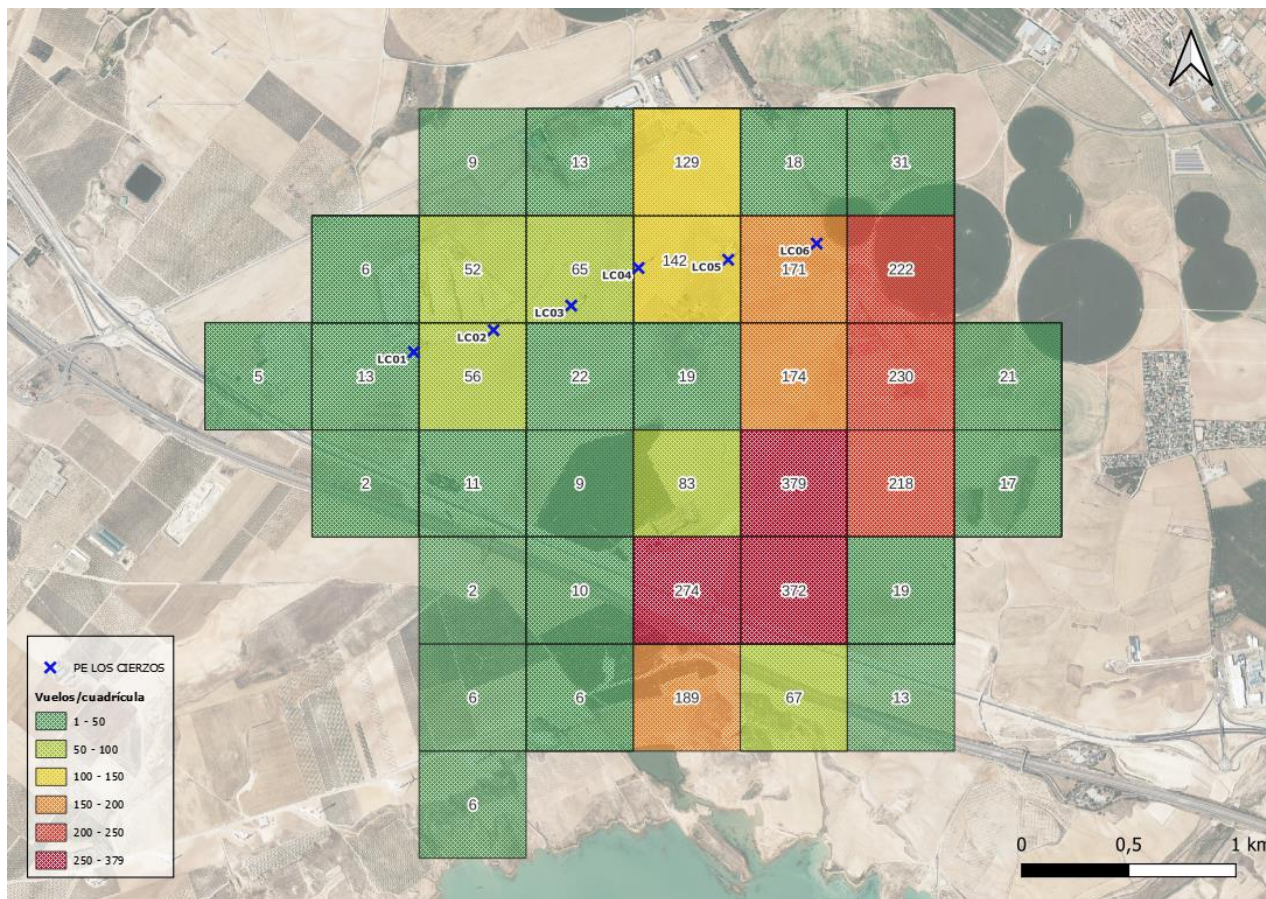 9 13 129 18 31
6 52 65 142 171 222
LC04 LC05 LC06
LC03
LC02
LC01
5 13 56 22 19 174 230 21
2 11 9 83 379 218 17
2 10 274 372 19
6 6 189 67 13
6
PE LOS CIERZOS
Vuelos/cuadrícula
1 - 50
50 - 100
100 - 150
150 - 200
200 - 250
250 - 379
0 0,5 1 km